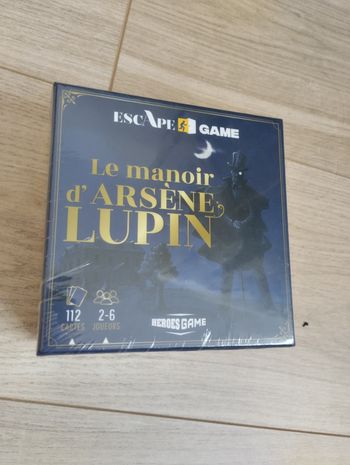 ESCAPE GAME
Le manoir
d'ARSÈNE
LUPIN
112
CARTES
2-6
JOUEURS
HEROES GAME